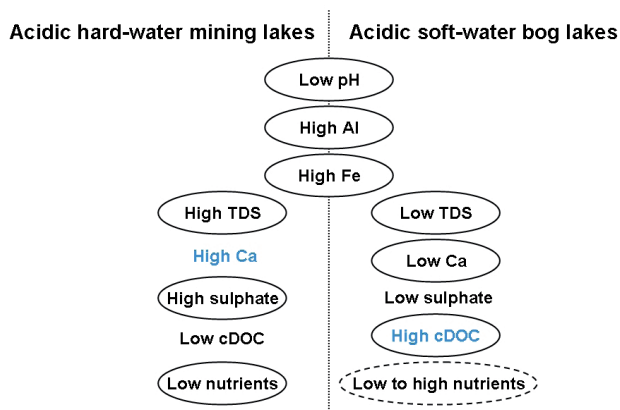 Acidic hard-water mining lakes
Acidic soft-water bog lakes
Low pH
High Al
High Fe
High TDS
Low TDS
High Ca
Low Ca
High sulphate
Low sulphate
Low cDOC
High cDOC
Low nutrients
Low to high nutrients